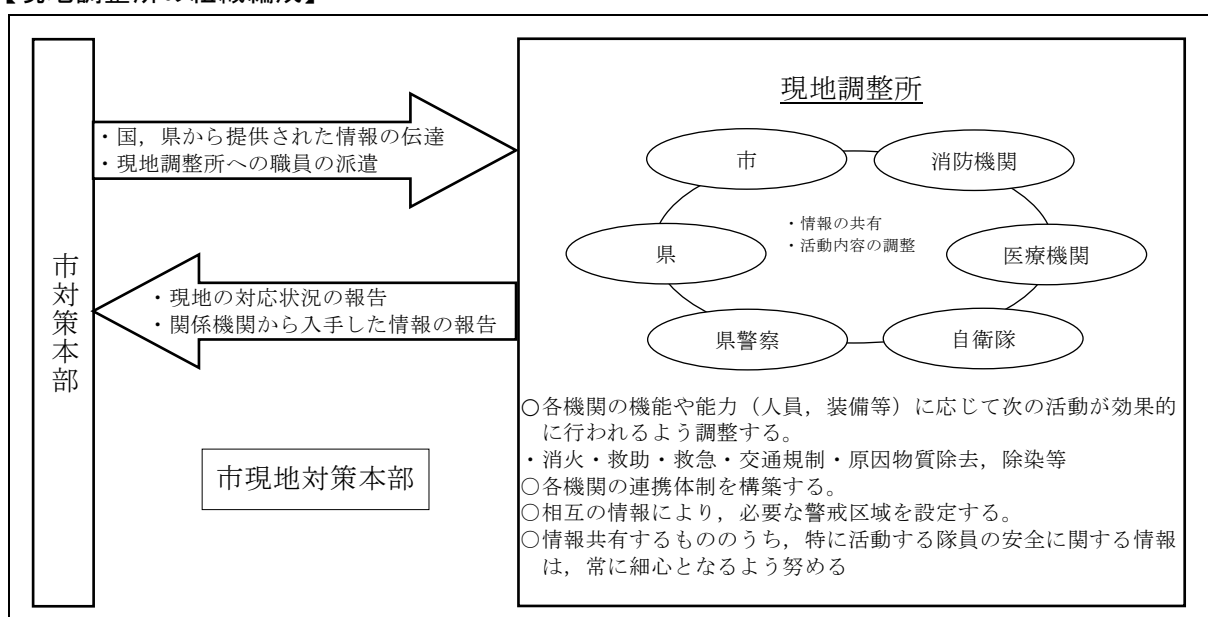 【現地調整所の組織編成】
市対策本部
・国，県から提供された情報の伝達
・現地調整所への職員の派遣
・現地の対応状況の報告
・関係機関から入手した情報の報告
市現地対策本部
現地調整所
市
消防機関
県
・情報の共有
・活動内容の調整
医療機関
県警察
自衛隊
○各機関の機能や能力（人員，装備等）に応じて次の活動が効果的
に行われるよう調整する。
・消火・救助・救急・交通規制・原因物質除去，除染等
○各機関の連携体制を構築する。
○相互の情報により，必要な警戒区域を設定する。
○情報共有するもののうち，特に活動する隊員の安全に関する情報
は，常に細心となるよう努める